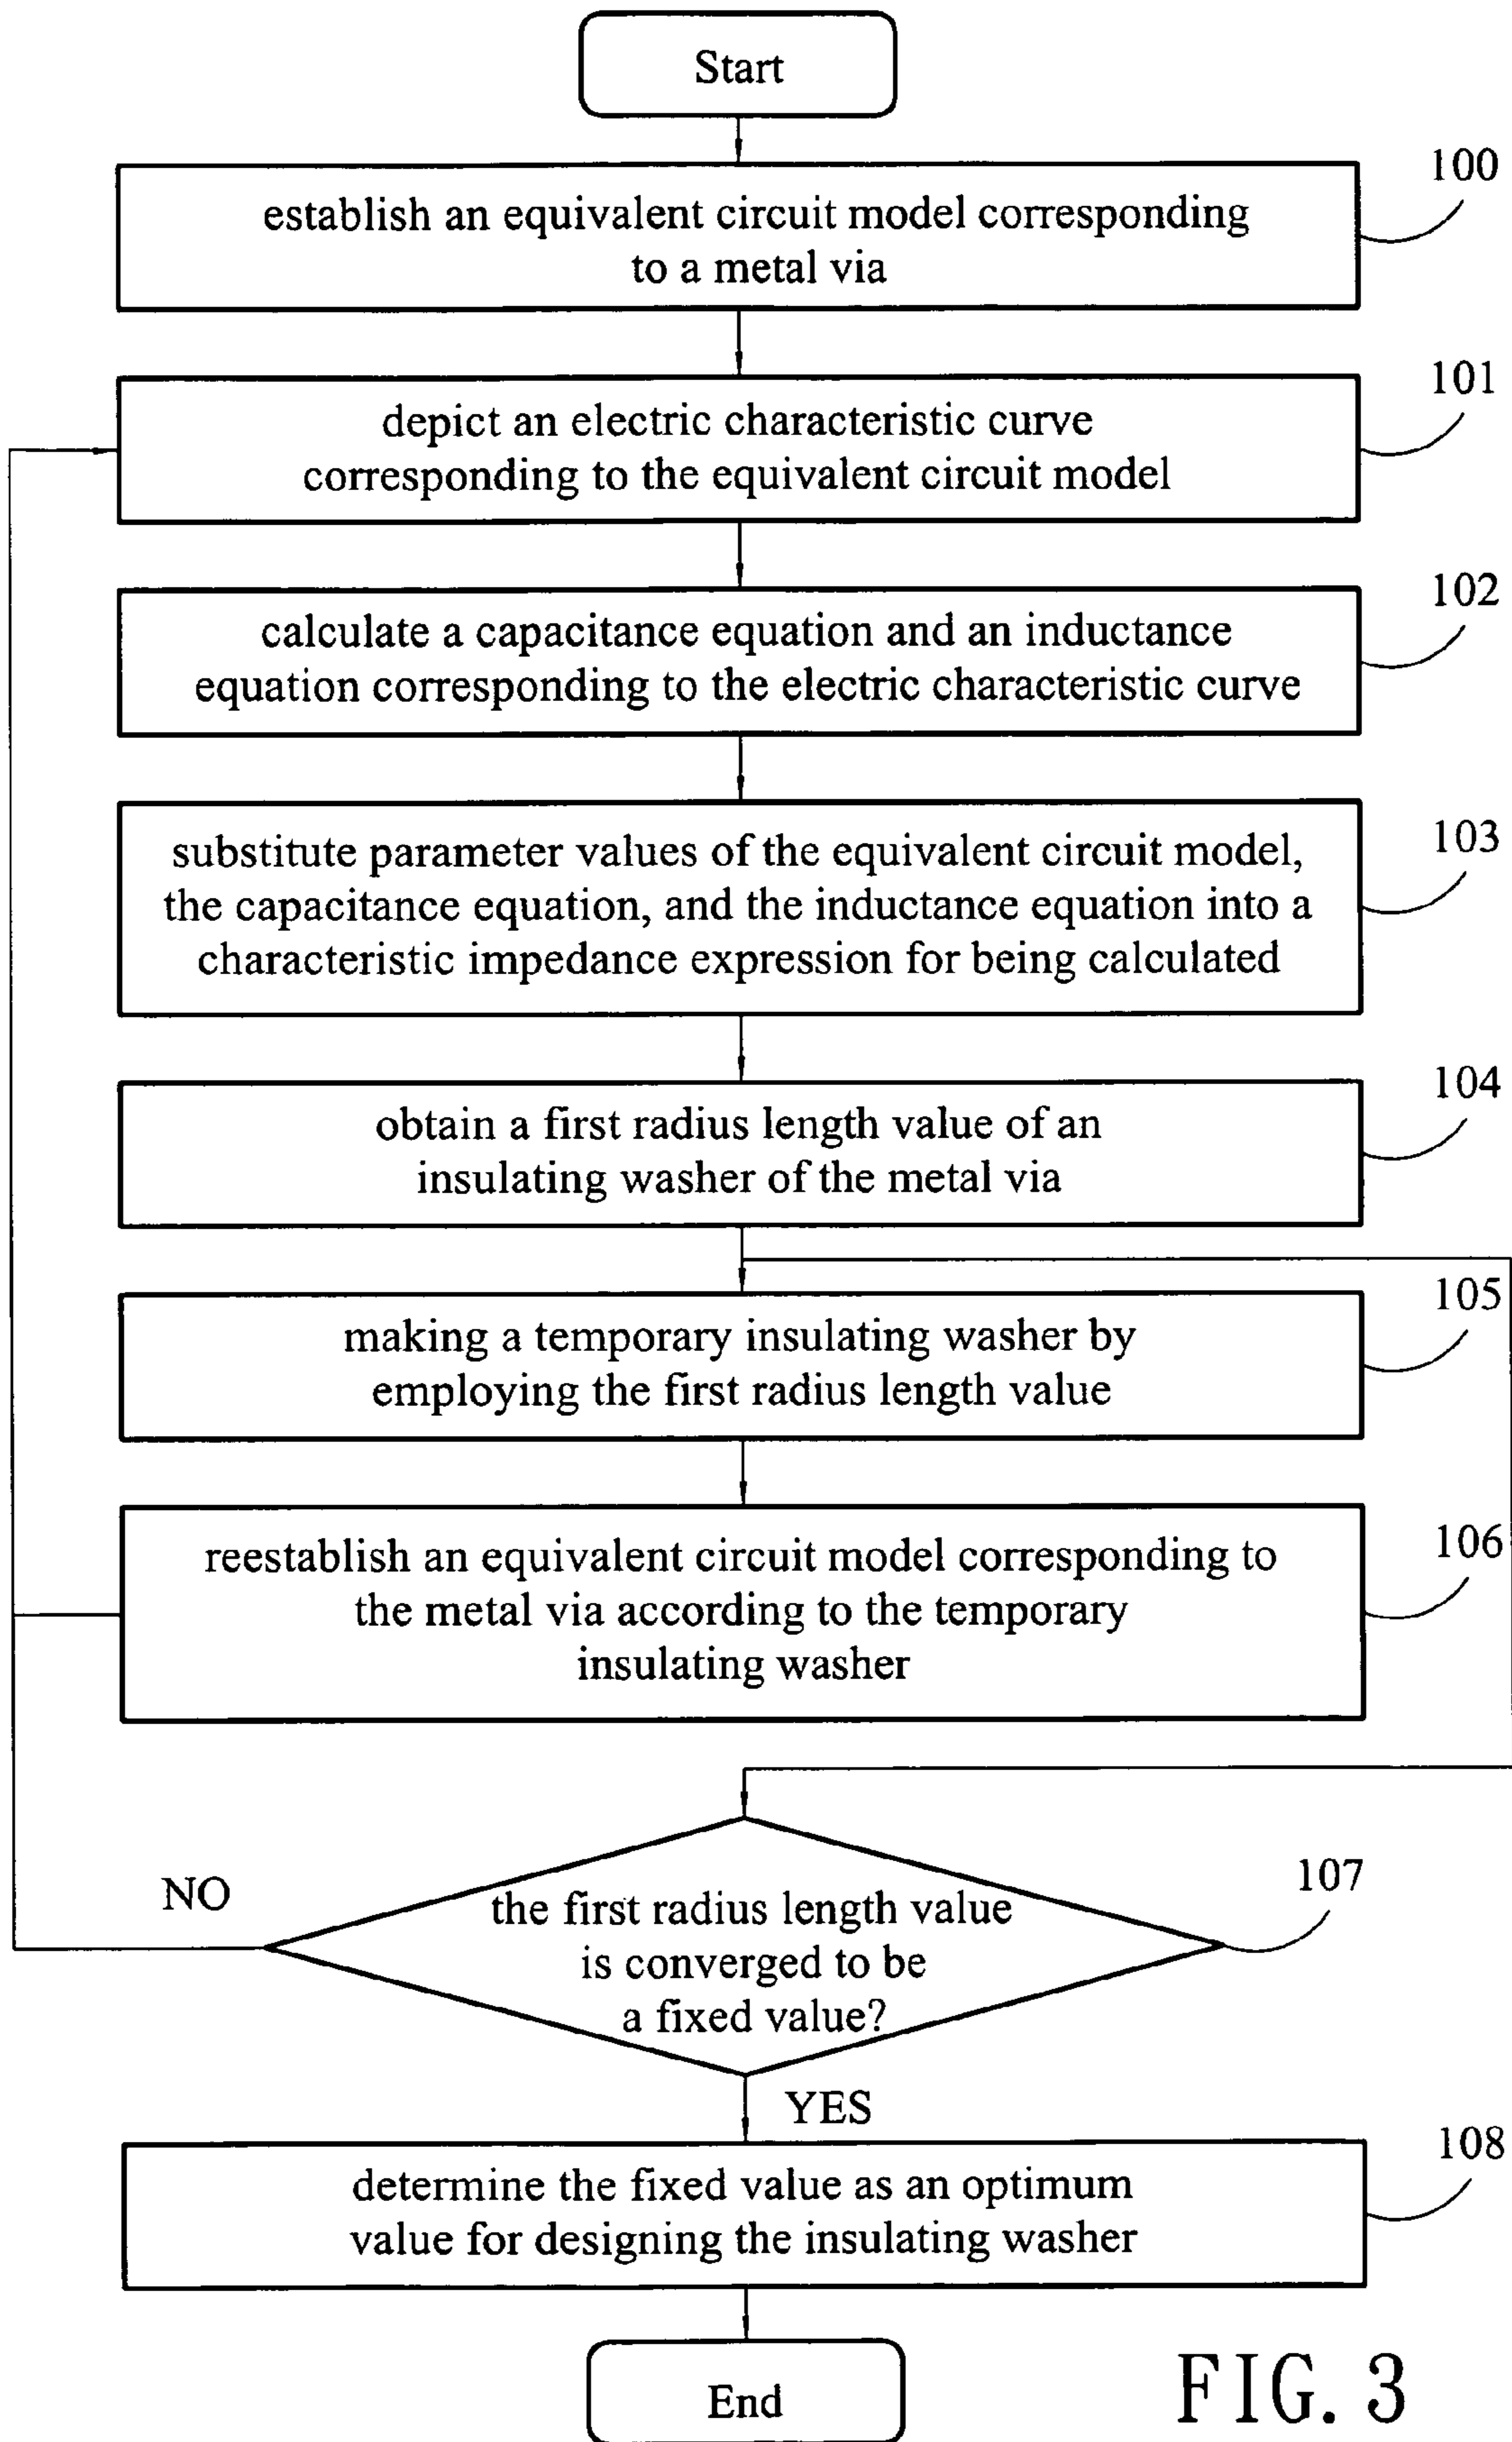 Start
100
establish an equivalent circuit model corresponding
to a metal via
101
depict an electric characteristic curve
corresponding to the equivalent circuit model
102
calculate a capacitance equation and an inductance
equation corresponding to the electric characteristic curve
103
substitute parameter values of the equivalent circuit model,
the capacitance equation, and the inductance equation into a
characteristic impedance expression for being calculated
104
obtain a first radius length value of an
insulating washer of the metal via
105
making a temporary insulating washer by
employing the first radius length value
106
reestablish an equivalent circuit model corresponding to
the metal via according to the temporary
insulating washer
107
NO
the first radius length value
is converged to be
a fixed value?
YES
108
determine the fixed value as an optimum
value for designing the insulating washer
End
FIG. 3